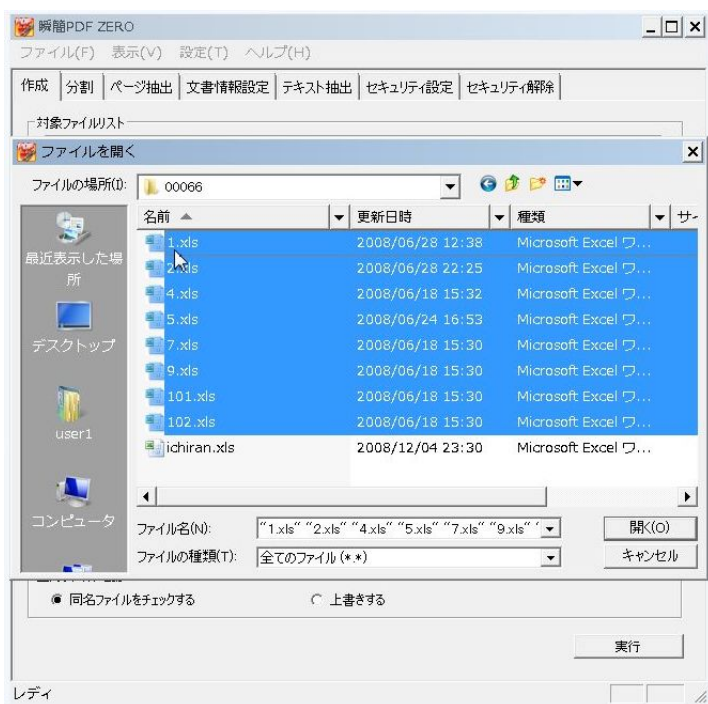 瞬簡PDF ZERO
ファイル(F) 表示(V) 設定(T) ヘルプ(H)
作成 分割 ページ抽出 文書情報設定 テキスト抽出 セキュリティ設定 セキュリティ解除
対象ファイルリスト
ファイルを開く
ファイルの場所(I): 00066
名前 更新日時 種類 サ-
1.xls 2008/06/28 12:38 Microsoft Excel ワ...
2.xls 2008/06/28 22:25 Microsoft Excel ワ...
4.xls 2008/06/18 15:32 Microsoft Excel ワ...
5.xls 2008/06/24 16:53 Microsoft Excel ワ...
7.xls 2008/06/18 15:30 Microsoft Excel ワ...
9.xls 2008/06/18 15:30 Microsoft Excel ワ...
101.xls 2008/06/18 15:30 Microsoft Excel ワ...
102.xls 2008/06/18 15:30 Microsoft Excel ワ...
ichiran.xls 2008/12/04 23:30 Microsoft Excel ワ...
最近表示した場
所
デスクトップ
user1
コンピュータ
ファイル名(N): "1.xls" "2.xls" "4.xls" "5.xls" "7.xls" "9.xls" " 開く(O)
ファイルの種類(T): 全てのファイル (*.*) キャンセル
同名ファイルをチェックする 上書きする
実行
レディ